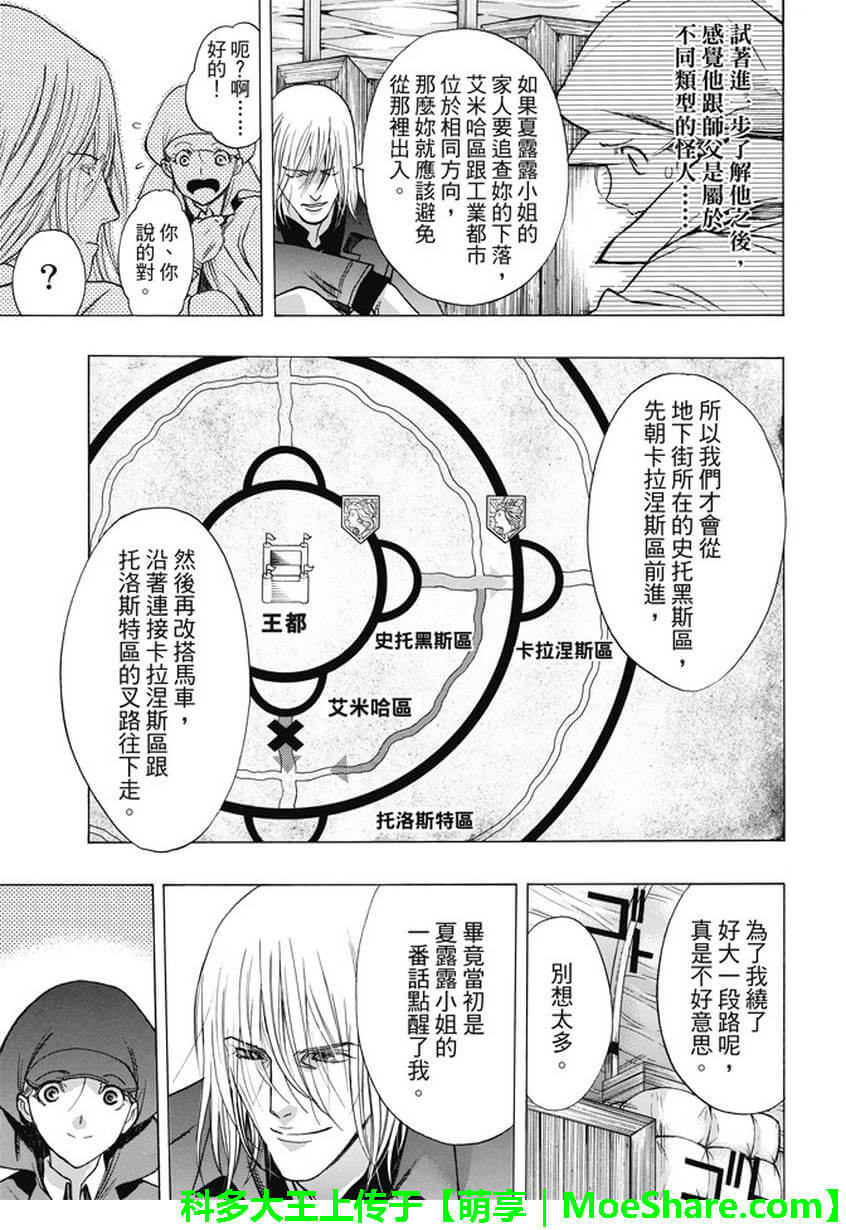 試著進一步了解他之後，
感覺他跟師父是屬於
不同類型的怪人……
如果夏露露小姐的
家人要追查妳的下落，
艾米哈區跟工業都市
位於相同方向，
那麼妳就應該避免
從那裡出入。
呃？啊……
好的！
你、你
說的對。
？
所以我們才會從
地下街所在的史托黑斯區，
先朝卡拉涅斯區前進，
然後再改搭馬車，
沿著連接卡拉涅斯區跟
托洛斯特區的叉路往下走。
王都
史托黑斯區
卡拉涅斯區
艾米哈區
托洛斯特區
為了我繞了
好大一段路呢，
真是不好意思。
別想太多。
畢竟當初是
夏露露小姐的
一番話點醒了我。
科多大王上传于【萌享｜MoeShare.com】